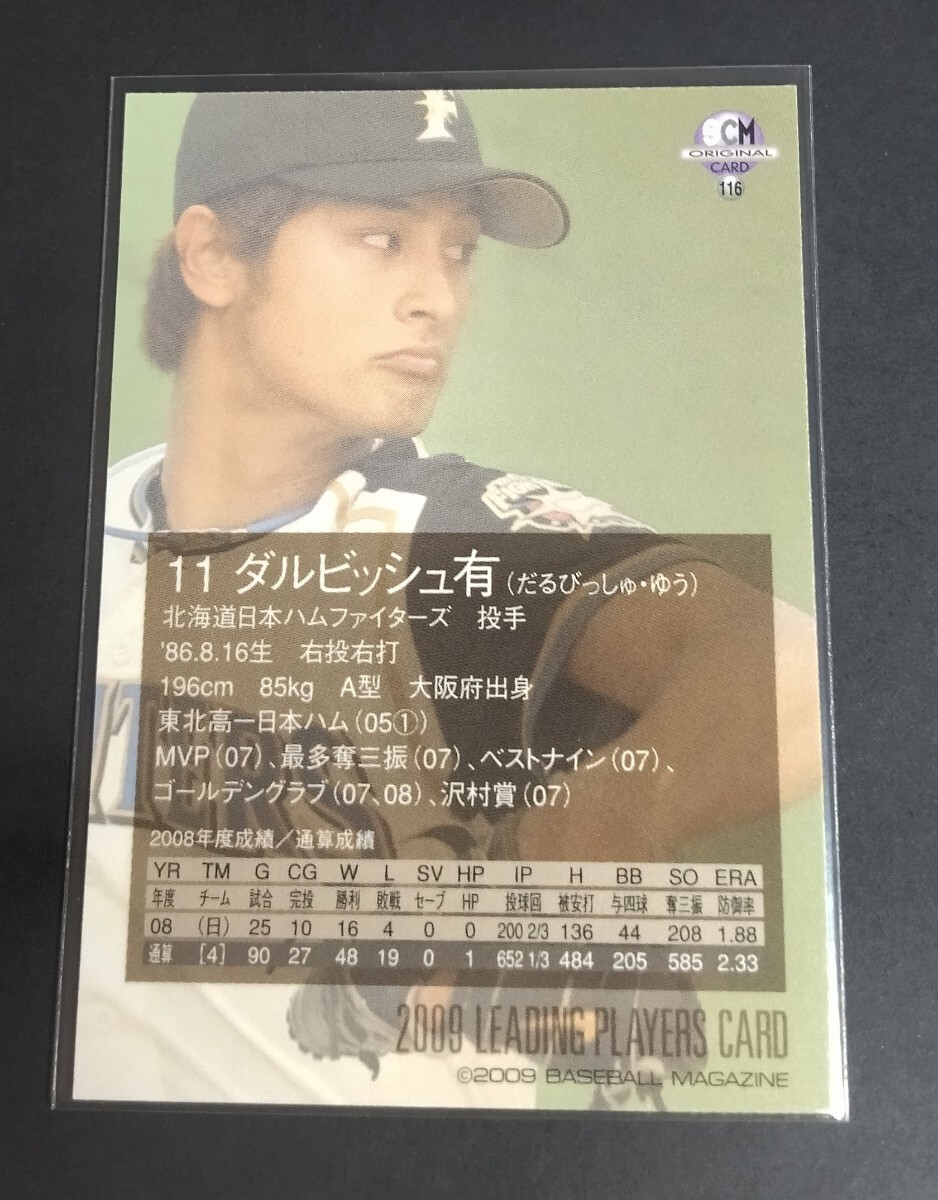 SCM
ORIGINAL
CARD
116
11 ダルビッシュ有(だるびっしゅ・ゆう)
北海道日本ハムファイターズ 投手
'86.8.16生 右投右打
196cm 85kg A型 大阪府出身
東北高ー日本ハム(05①)
MVP(07)、最多奪三振(07)、ベストナイン(07)、
ゴールデングラブ(07、08)、沢村賞(07)
2008年度成績/通算成績
YR TM G CG W L SV HP IP H BB SO ERA
年度 チーム 試合 完投 勝利 敗戦 セーブ HP 投球回 被安打 与四球 奪三振 防御率
08 (日) 25 10 16 4 0 0 200 2/3 136 44 208 1.88
通算 [4] 90 27 48 19 0 1 652 1/3 484 205 585 2.33
2009 LEADING PLAYERS CARD
©2009 BASEBALL MAGAZINE